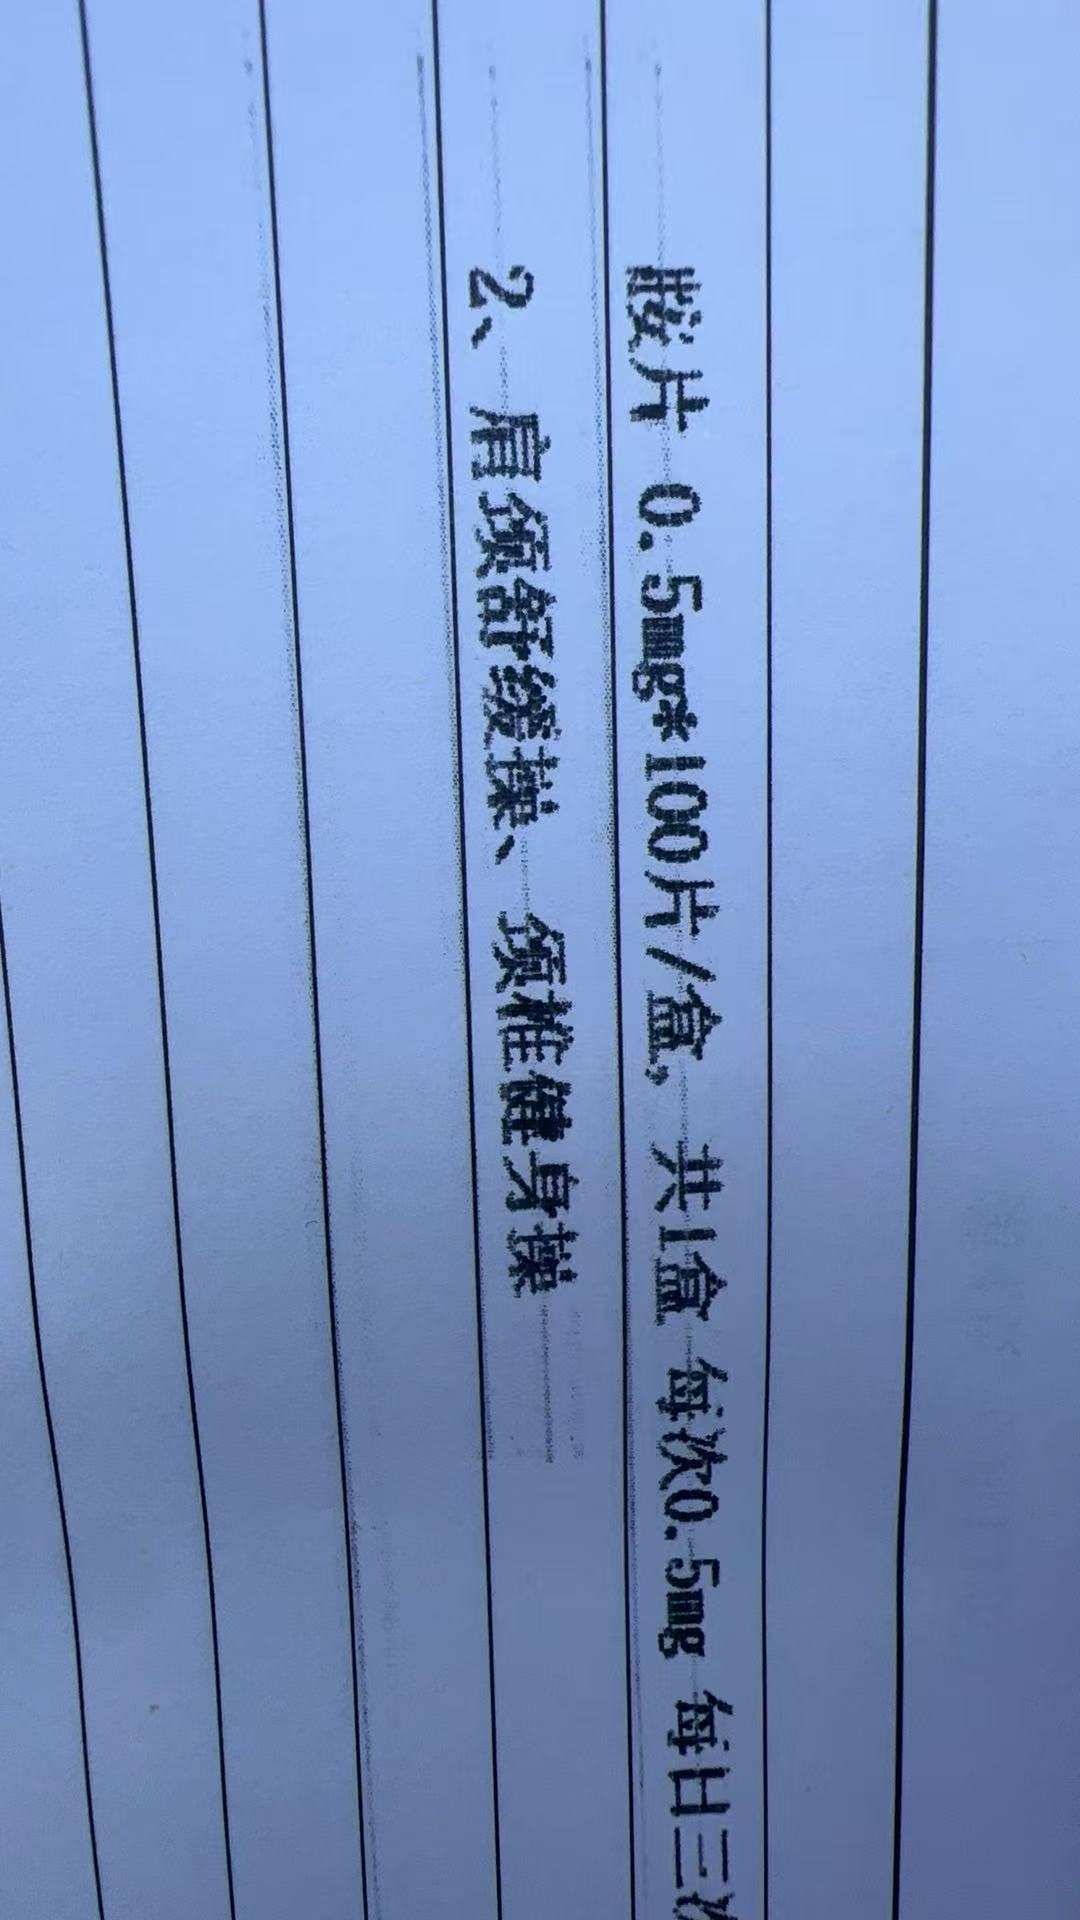 胺片 0.5mg*100片/盒, 共1盒 每次0.5mg 每日三次
2、肩颈舒缓操、颈椎健身操